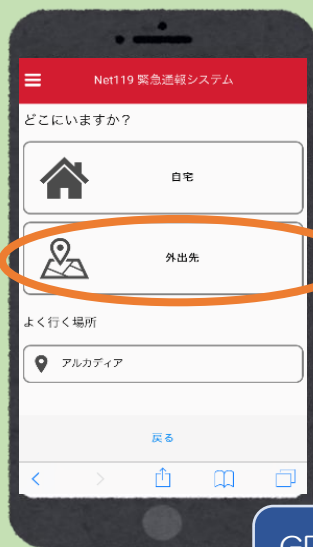 Net119 緊急通報システム
どこにいますか？
自宅
外出先
よく行く場所
アルカディア
戻る